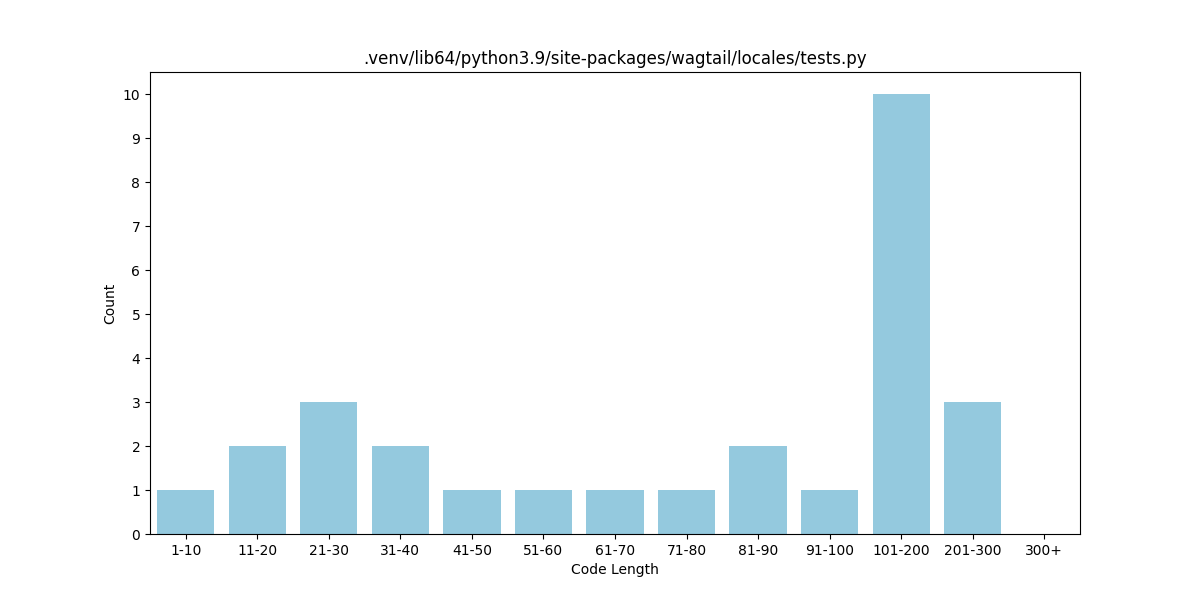 .venv/lib64/python3.9/site-packages/wagtail/locales/tests.py
10
9
8
7
6
5
4
3
2
1
0
Count
1-10 11-20 21-30 31-40 41-50 51-60 61-70 71-80 81-90 91-100 101-200 201-300 300+
Code Length